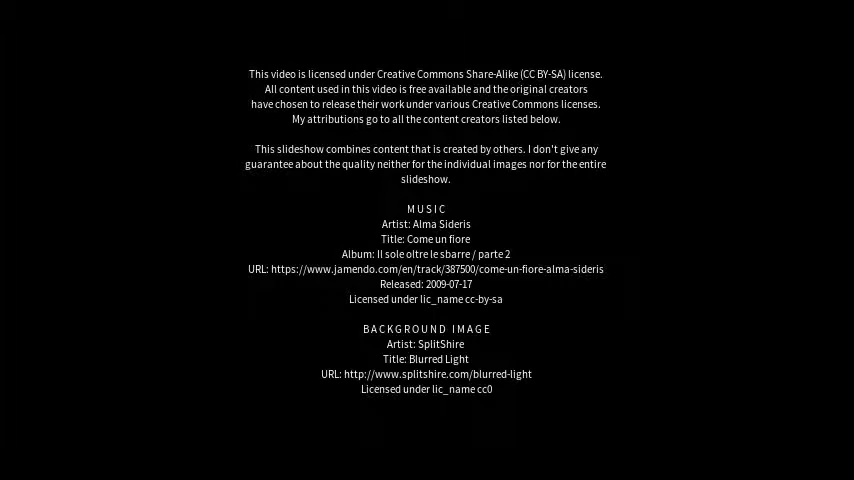 This video is licensed under Creative Commons Share-Alike (CC BY-SA) license.
All content used in this video is free available and the original creators
have chosen to release their work under various Creative Commons licenses.
My attributions go to all the content creators listed below.
This slideshow combines content that is created by others. I don't give any
guarantee about the quality neither for the individual images nor for the entire
slideshow.
MUSIC
Artist: Alma Sideris
Title: Come un fiore
Album: Il sole oltre le sbarre / parte 2
URL: https://www.jamendo.com/en/track/387500/come-un-fiore-alma-sideris
Released: 2009-07-17
Licensed under lic_name cc-by-sa
BACKGROUND IMAGE
Artist: SplitShire
Title: Blurred Light
URL: http://www.splitshire.com/blurred-light
Licensed under lic_name cc0